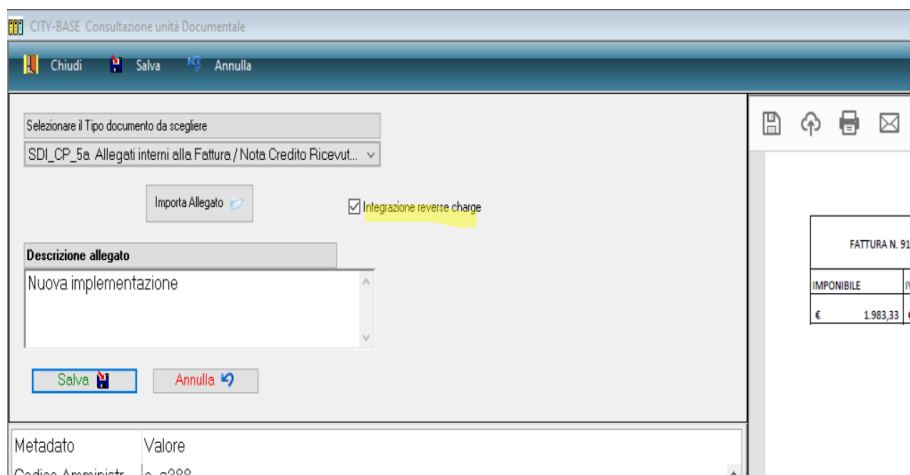 CITY-BASE Consultazione unità Documentale
Chiudi Salva Annulla
Selezionare il Tipo documento da scegliere
SDI_CP_5a Allegati interni alla Fattura / Nota Credito Ricevut...
Importa Allegato
Integrazione reverse charge
Descrizione allegato
Nuova implementazione
Salva Annulla
FATTURA N. 91
IMPONIBILE
€ 1.983,33
Metadato Valore